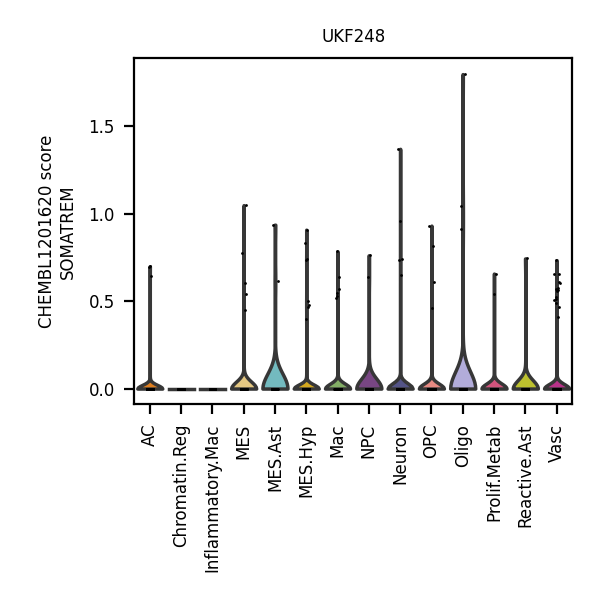 UKF248
CHEMBL1201620 score
SOMATREM
1.5
1.0
0.5
0.0
AC
Chromatin.Reg
Inflammatory.Mac
MES
MES.Ast
MES.Hyp
Mac
NPC
Neuron
OPC
Oligo
Prolif.Metab
Reactive.Ast
Vasc